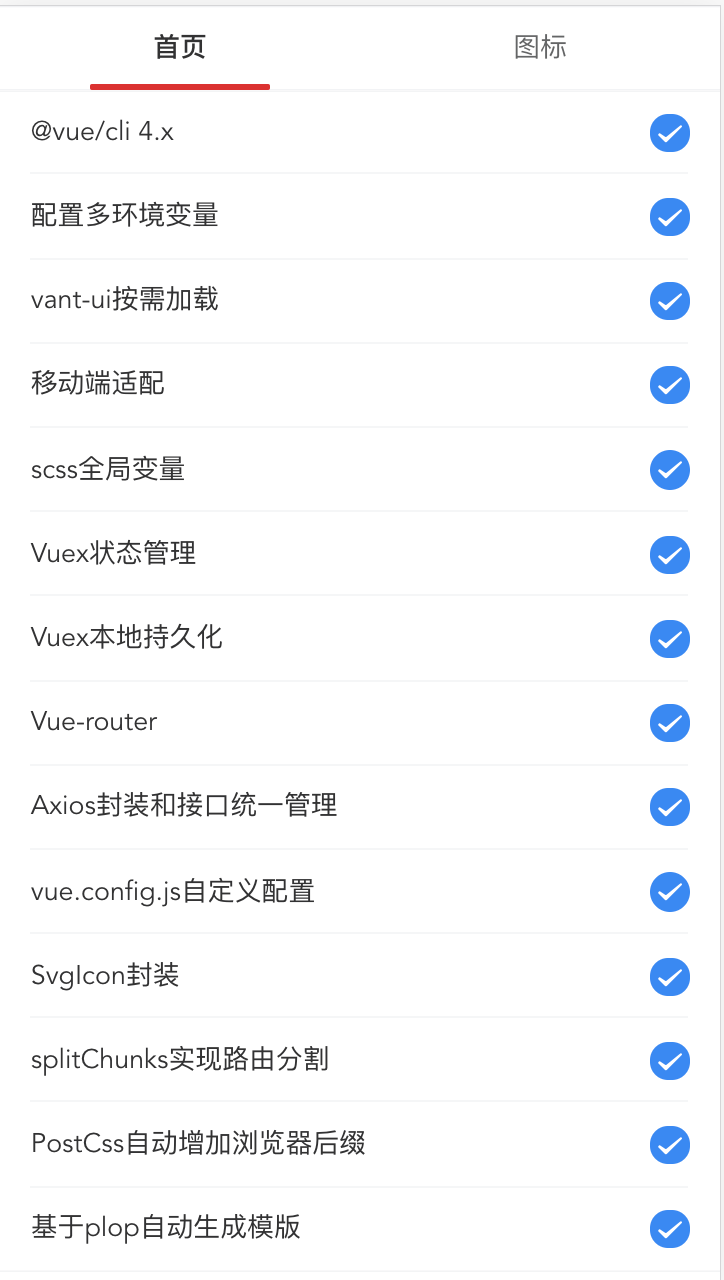 首页
图标
@vue/cli 4.x
配置多环境变量
vant-ui按需加载
移动端适配
scss全局变量
Vuex状态管理
Vuex本地持久化
Vue-router
Axios封装和接口统一管理
vue.config.js自定义配置
SvgIcon封装
splitChunks实现路由分割
PostCss自动增加浏览器后缀
基于plop自动生成模版